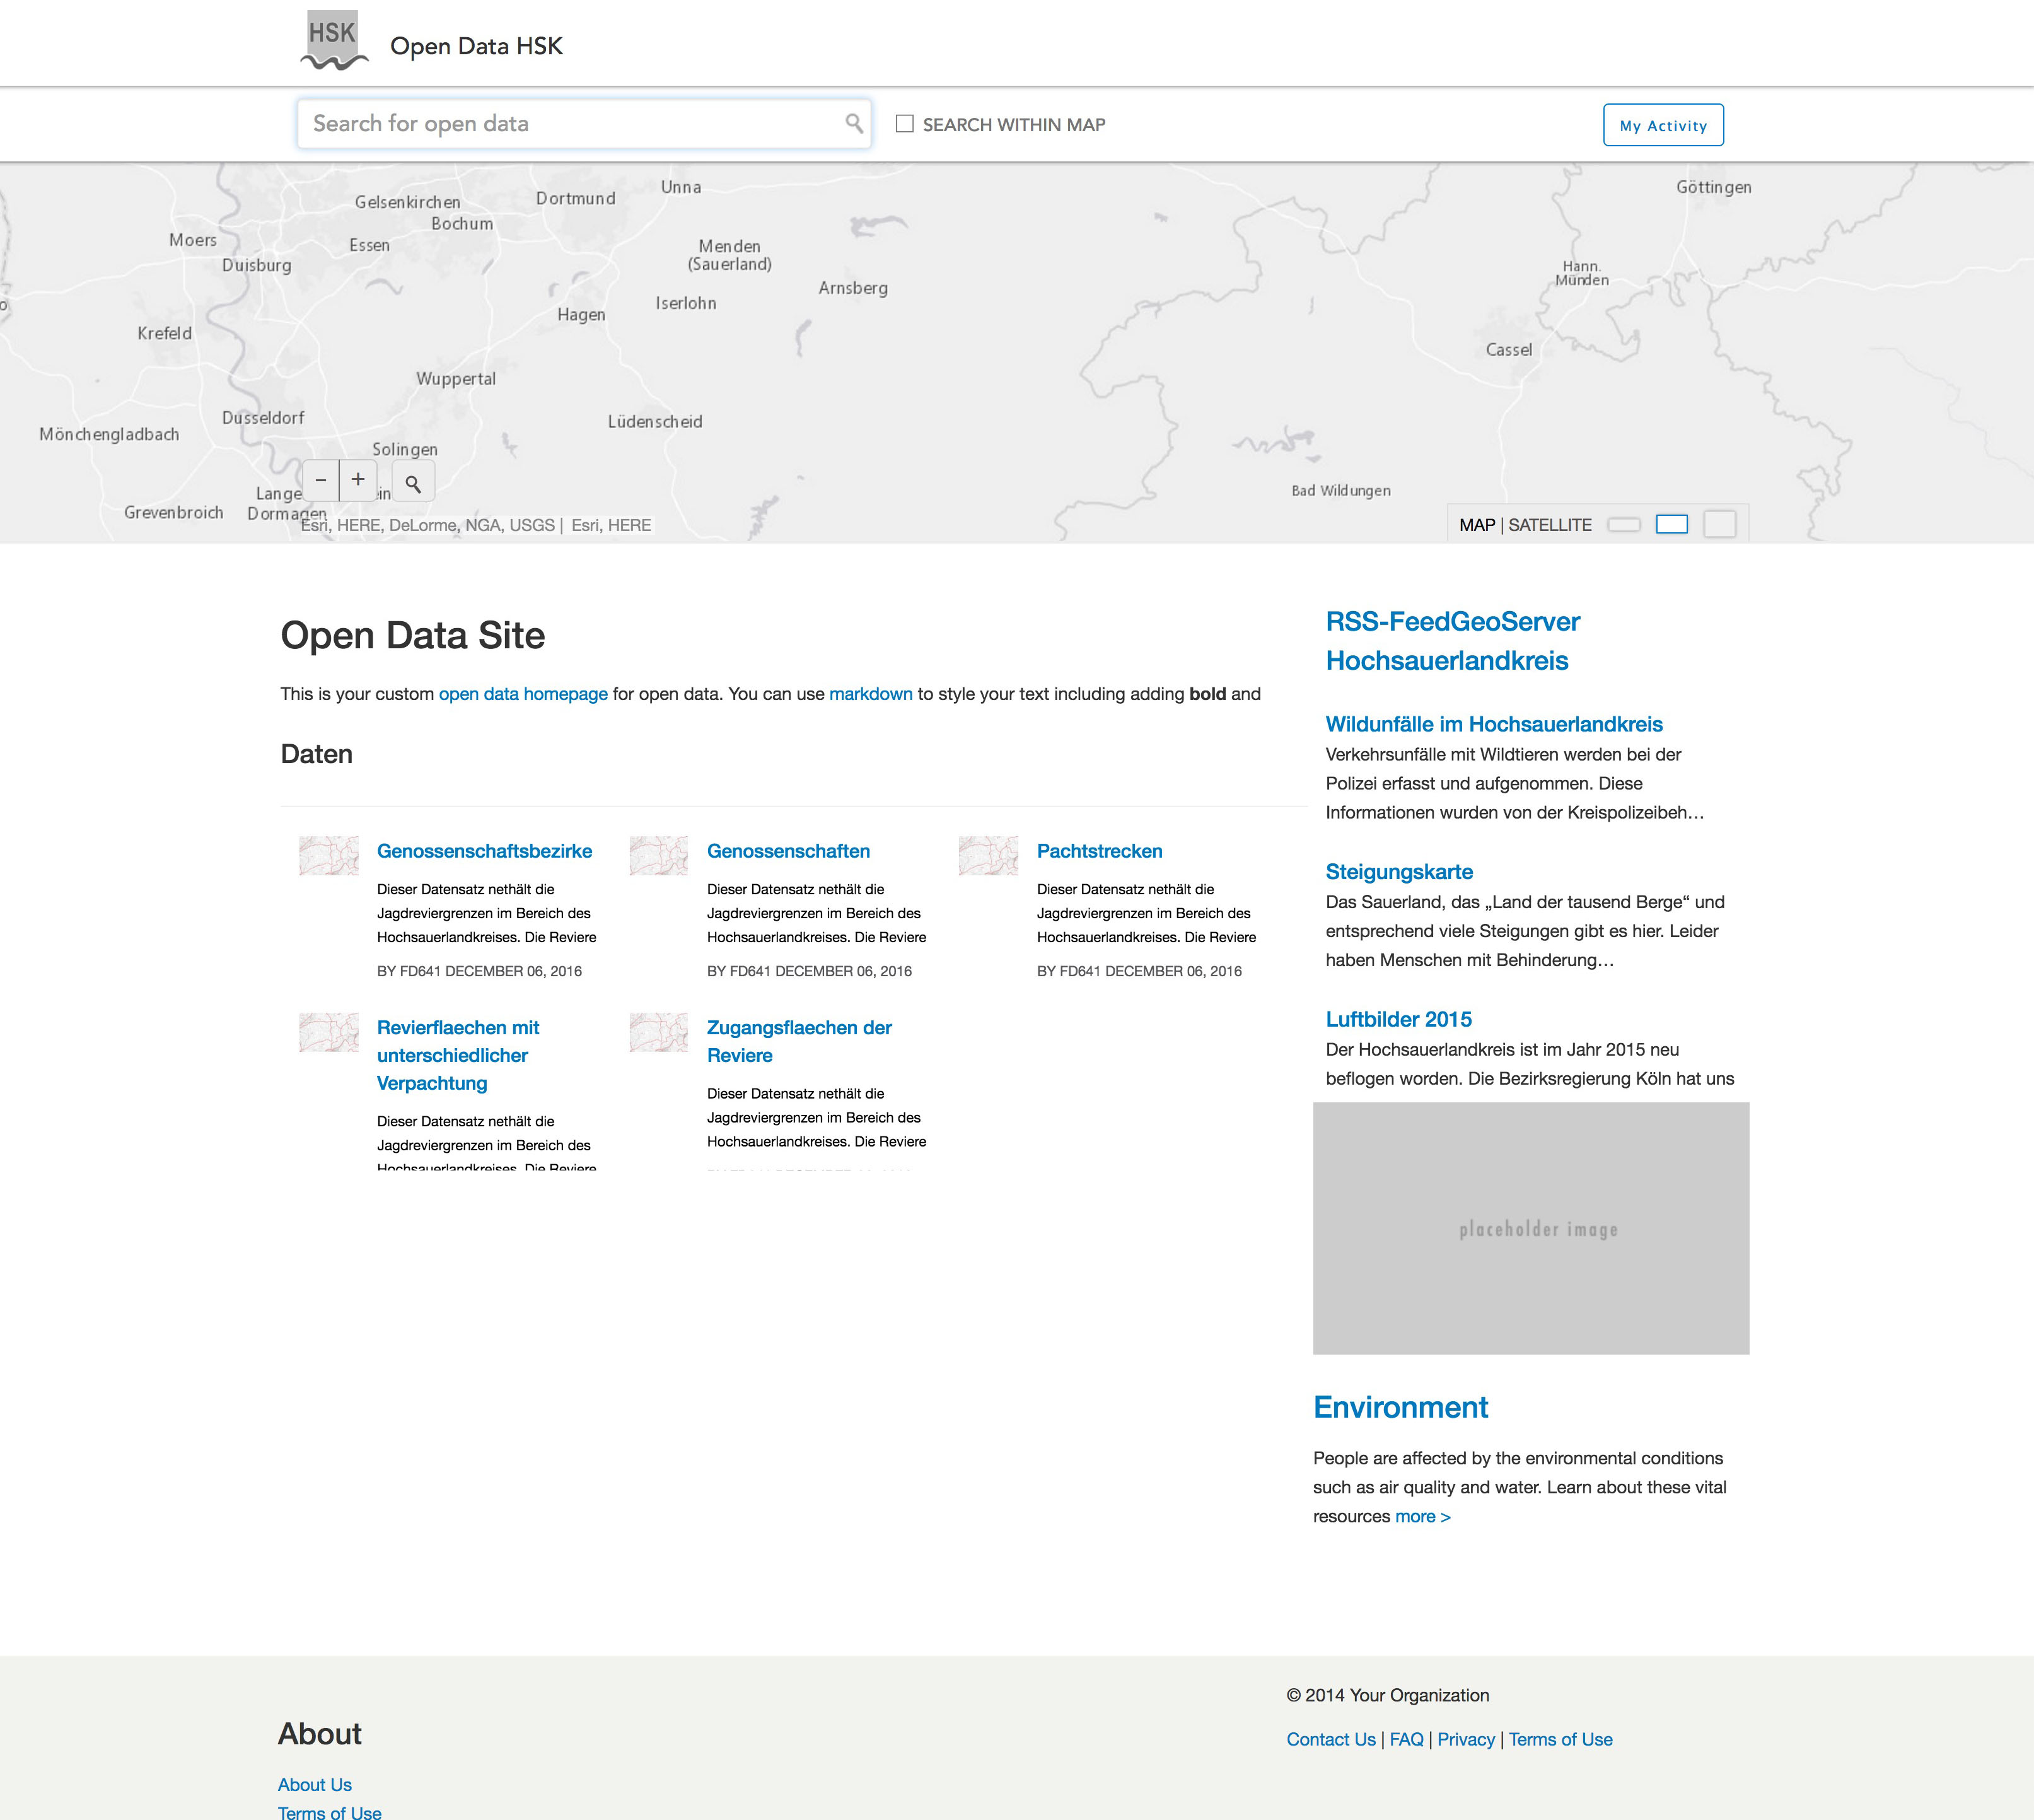 HSK
Open Data HSK
Search for open data
SEARCH WITHIN MAP
My Activity
Unna
Göttingen
Gelsenkirchen
Dortmund
Bochum
Moers
Essen
Menden
(Sauerland)
Duisburg
Hann.
Münden
Arnsberg
Iserlohn
Hagen
Krefeld
Cassel
Wuppertal
Dusseldorf
Lüdenscheid
Mönchengladbach
Solingen
− +
Bad Wildungen
Grevenbroich
Dormagen
Esri, HERE, DeLorme, NGA, USGS | Esri, HERE
MAP | SATELLITE
Open Data Site
This is your custom open data homepage for open data. You can use markdown to style your text including adding bold and
Daten
Genossenschaftsbezirke
Dieser Datensatz nethält die
Jagdreviergrenzen im Bereich des
Hochsauerlandkreises. Die Reviere
BY FD641 DECEMBER 06, 2016
Genossenschaften
Dieser Datensatz nethält die
Jagdreviergrenzen im Bereich des
Hochsauerlandkreises. Die Reviere
BY FD641 DECEMBER 06, 2016
Pachtstrecken
Dieser Datensatz nethält die
Jagdreviergrenzen im Bereich des
Hochsauerlandkreises. Die Reviere
BY FD641 DECEMBER 06, 2016
Revierflaechen mit
unterschiedlicher
Verpachtung
Dieser Datensatz nethält die
Jagdreviergrenzen im Bereich des
Hochsauerlandkreises. Die Reviere
Zugangsflaechen der
Reviere
Dieser Datensatz nethält die
Jagdreviergrenzen im Bereich des
Hochsauerlandkreises. Die Reviere
RSS-FeedGeoServer
Hochsauerlandkreis
Wildunfälle im Hochsauerlandkreis
Verkehrsunfälle mit Wildtieren werden bei der
Polizei erfasst und aufgenommen. Diese
Informationen wurden von der Kreispolizeibeh…
Steigungskarte
Das Sauerland, das „Land der tausend Berge“ und
entsprechend viele Steigungen gibt es hier. Leider
haben Menschen mit Behinderung…
Luftbilder 2015
Der Hochsauerlandkreis ist im Jahr 2015 neu
beflogen worden. Die Bezirksregierung Köln hat uns
placeholder image
Environment
People are affected by the environmental conditions
such as air quality and water. Learn about these vital
resources more >
© 2014 Your Organization
Contact Us | FAQ | Privacy | Terms of Use
About
About Us
Terms of Use